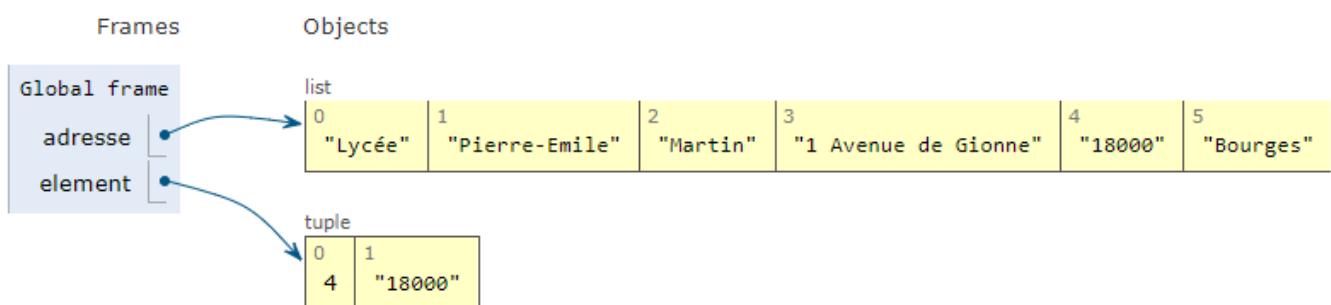 Frames Objects
Global frame
adresse
element
list
0 1 2 3 4 5
"Lycée" "Pierre-Emile" "Martin" "1 Avenue de Gionne" "18000" "Bourges"
tuple
0 1
4 "18000"